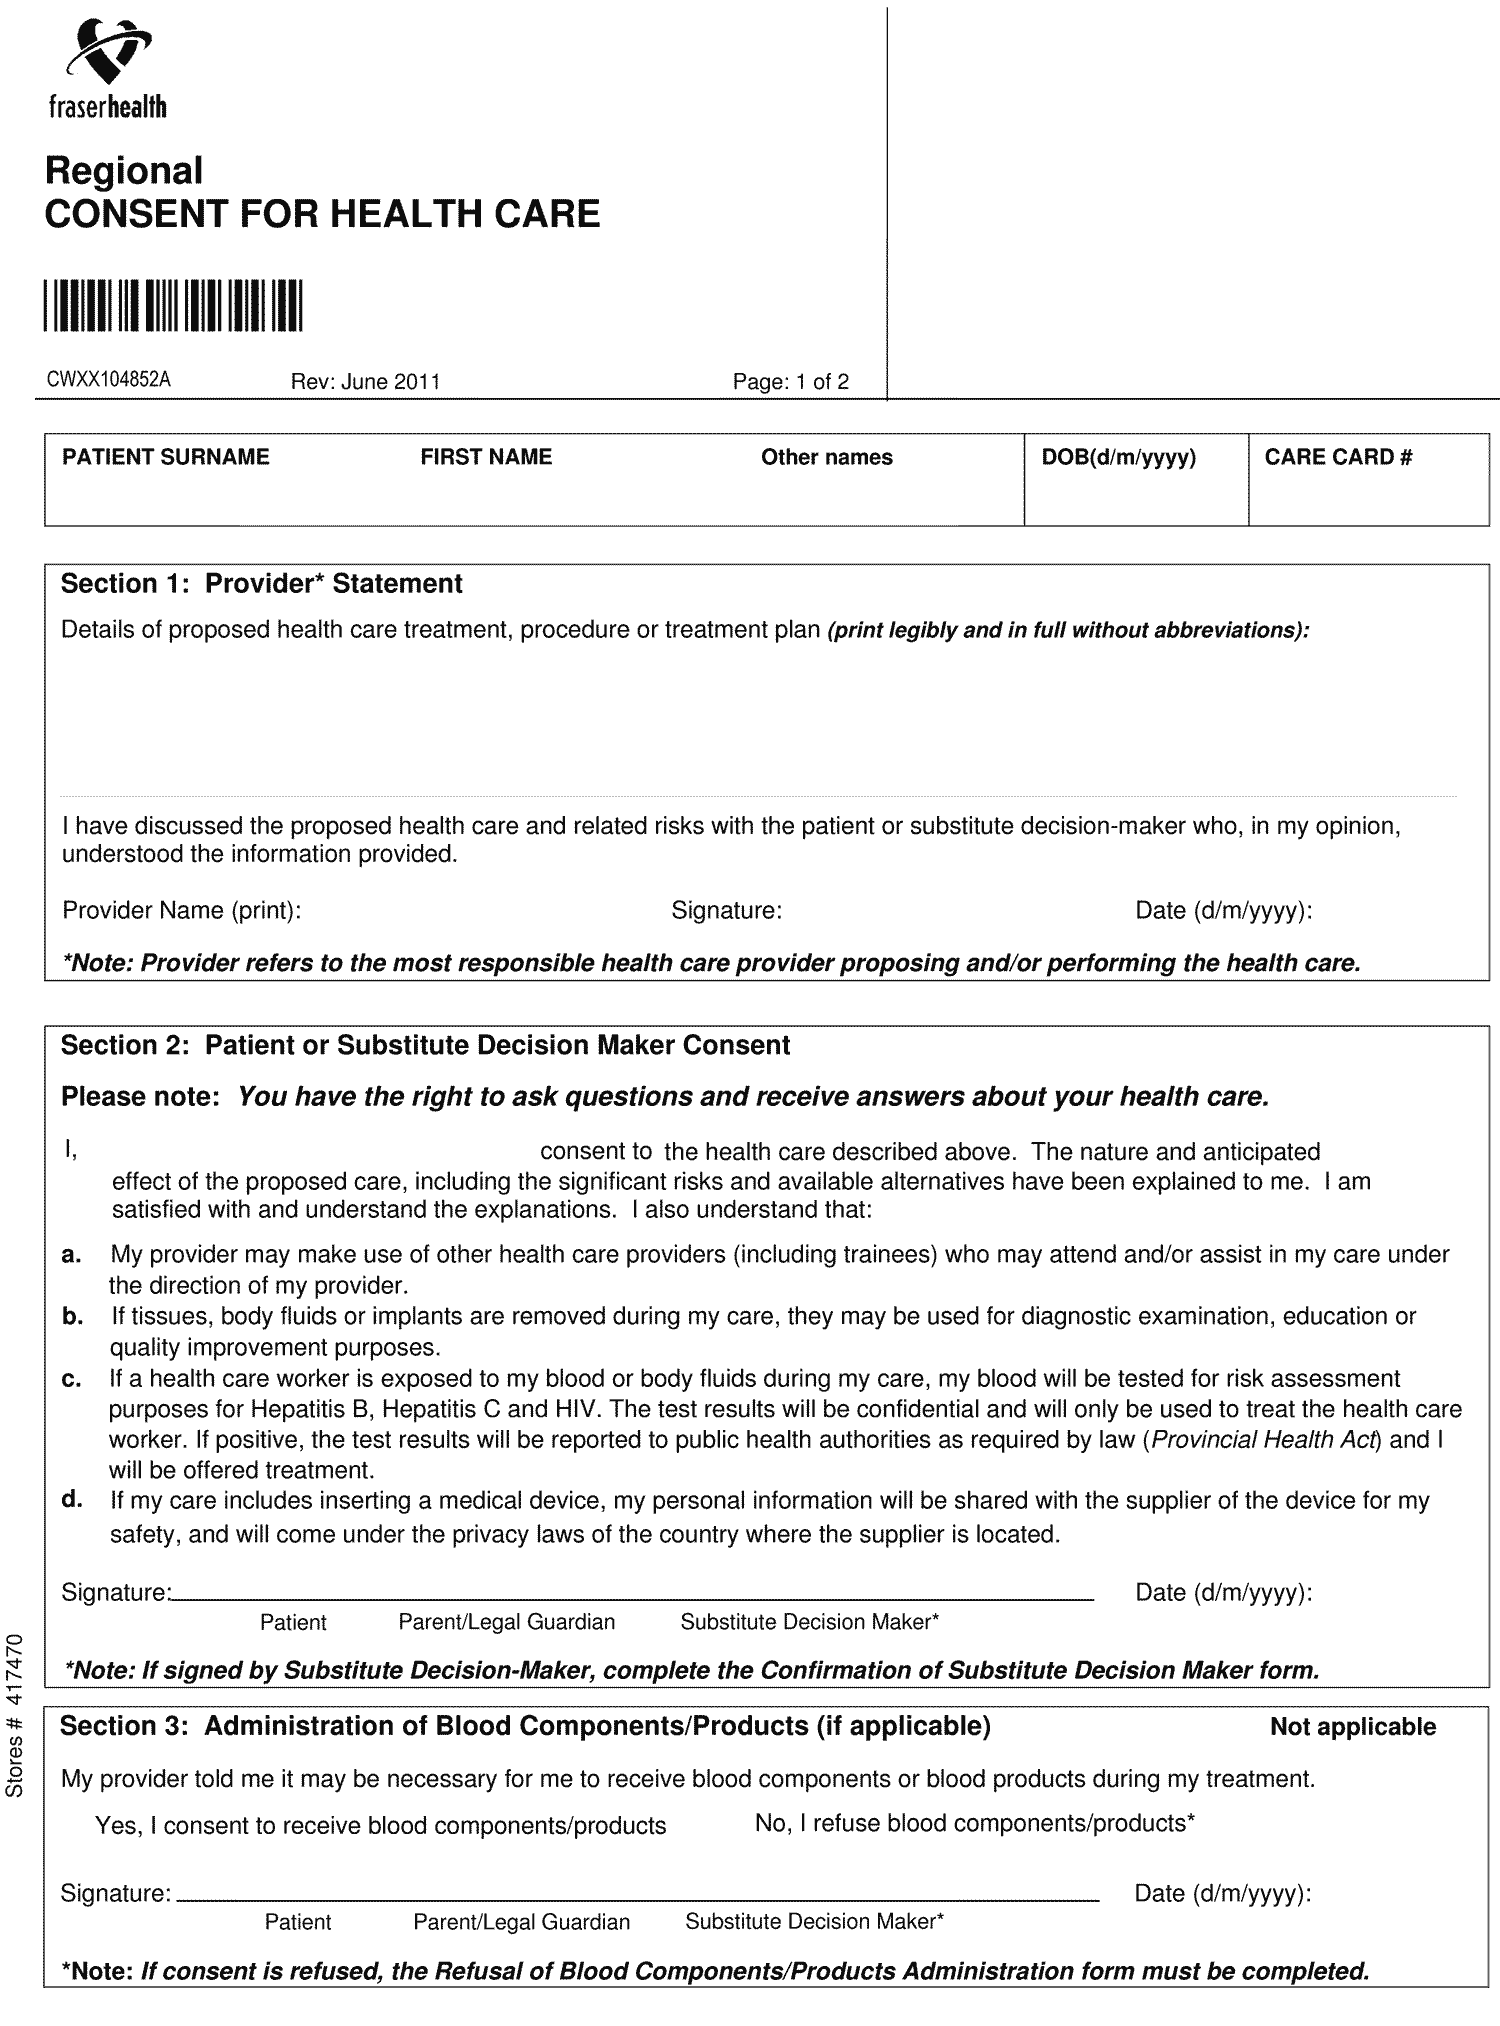 fraserhealth
Regional
CONSENT FOR HEALTH CARE
CWXX104852A Rev: June 2011 Page: 1 of 2
PATIENT SURNAME FIRST NAME Other names DOB(d/m/yyyy) CARE CARD #
Section 1: Provider* Statement
Details of proposed health care treatment, procedure or treatment plan (print legibly and in full without abbreviations):
I have discussed the proposed health care and related risks with the patient or substitute decision-maker who, in my opinion,
understood the information provided.
Provider Name (print): Signature: Date (d/m/yyyy):
*Note: Provider refers to the most responsible health care provider proposing and/or performing the health care.
Section 2: Patient or Substitute Decision Maker Consent
Please note: You have the right to ask questions and receive answers about your health care.
I, consent to the health care described above. The nature and anticipated
effect of the proposed care, including the significant risks and available alternatives have been explained to me. I am
satisfied with and understand the explanations. I also understand that:
a. My provider may make use of other health care providers (including trainees) who may attend and/or assist in my care under
the direction of my provider.
b. If tissues, body fluids or implants are removed during my care, they may be used for diagnostic examination, education or
quality improvement purposes.
c. If a health care worker is exposed to my blood or body fluids during my care, my blood will be tested for risk assessment
purposes for Hepatitis B, Hepatitis C and HIV. The test results will be confidential and will only be used to treat the health care
worker. If positive, the test results will be reported to public health authorities as required by law (Provincial Health Act) and I
will be offered treatment.
d. If my care includes inserting a medical device, my personal information will be shared with the supplier of the device for my
safety, and will come under the privacy laws of the country where the supplier is located.
Signature: Date (d/m/yyyy):
Patient Parent/Legal Guardian Substitute Decision Maker*
*Note: If signed by Substitute Decision-Maker, complete the Confirmation of Substitute Decision Maker form.
Stores # 417470
Section 3: Administration of Blood Components/Products (if applicable) Not applicable
My provider told me it may be necessary for me to receive blood components or blood products during my treatment.
Yes, I consent to receive blood components/products No, I refuse blood components/products*
Signature: Date (d/m/yyyy):
Patient Parent/Legal Guardian Substitute Decision Maker*
*Note: If consent is refused, the Refusal of Blood Components/Products Administration form must be completed.